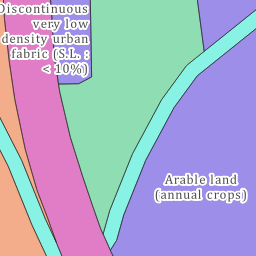 Discontinuous
very low
density urban
fabric (S.L. :
< 10%)
Arable land
(annual crops)